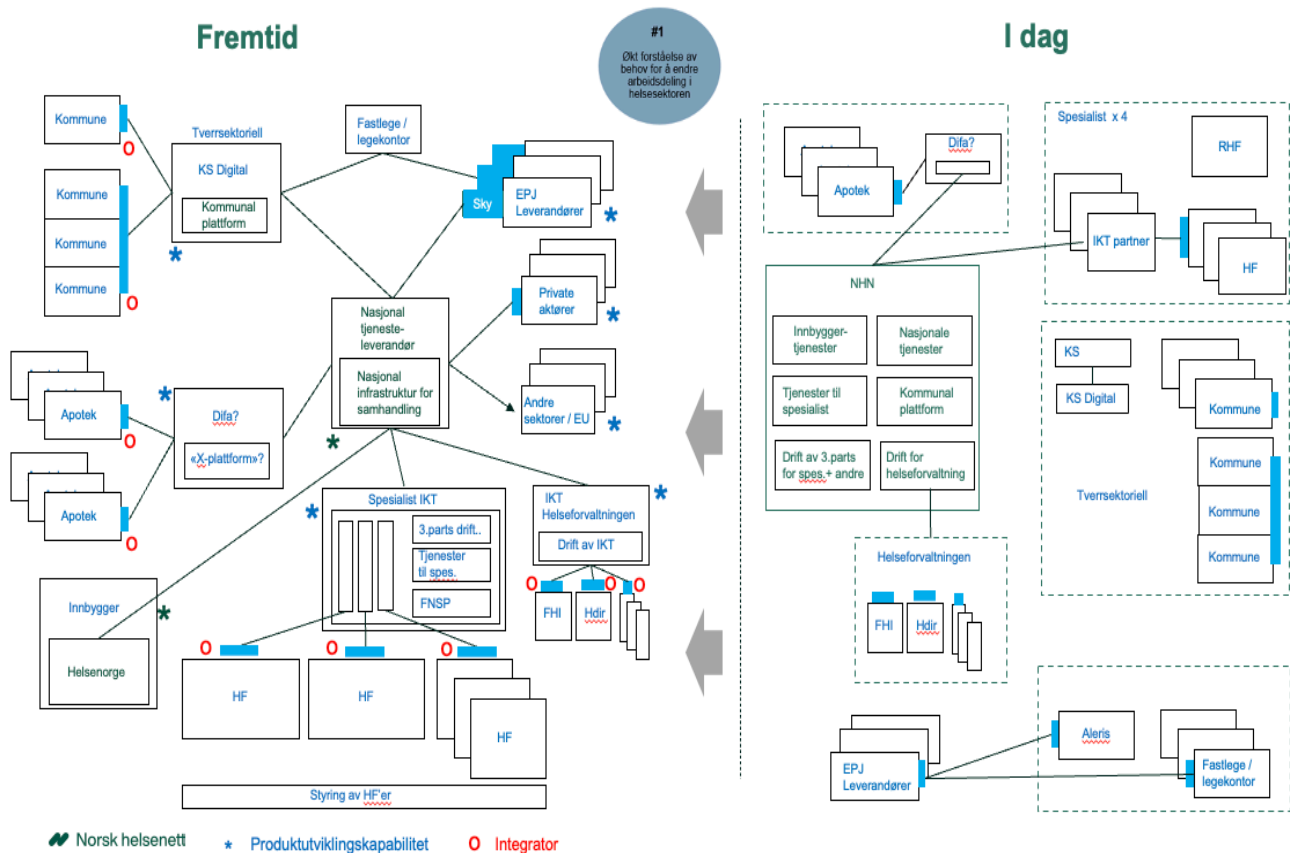 Fremtid
#1
Økt forståelse av
behov for å endre
arbeidsdeling i
helsesektoren
I dag
Kommune
O
Kommune
Kommune
Kommune
O
Tverrsektoriell
KS Digital
Kommunal
plattform
*
Fastlege /
legekontor
Sky
EPJ
Leverandører
*
Private
aktører
*
Andre
sektorer / EU
*
Nasjonal
tjeneste-
leverandør
Nasjonal
infrastruktur for
samhandling
*
Apotek
O
Apotek
O
*
Difa?
«X-plattform»?
Spesialist IKT
*
3.parts drift..
Tjenester
til spes.
FNSP
IKT
Helseforvaltningen
*
Drift av IKT
O
O
O
FHI
Hdir
Innbygger
*
Helsenorge
O
HF
O
HF
O
HF
Styring av HF'er
Norsk helsenett
* Produktutviklingskapabilitet
O Integrator
Apotek
Difa?
Spesialist x 4
RHF
IKT partner
HF
NHN
Innbygger-
tjenester
Nasjonale
tjenester
Tjenester til
spesialist
Kommunal
plattform
Drift av 3.parts
for spes.+ andre
Drift for
helseforvaltning
KS
KS Digital
Kommune
Kommune
Kommune
Kommune
Tverrsektoriell
Helseforvaltningen
FHI
Hdir
EPJ
Leverandører
Aleris
Fastlege /
legekontor